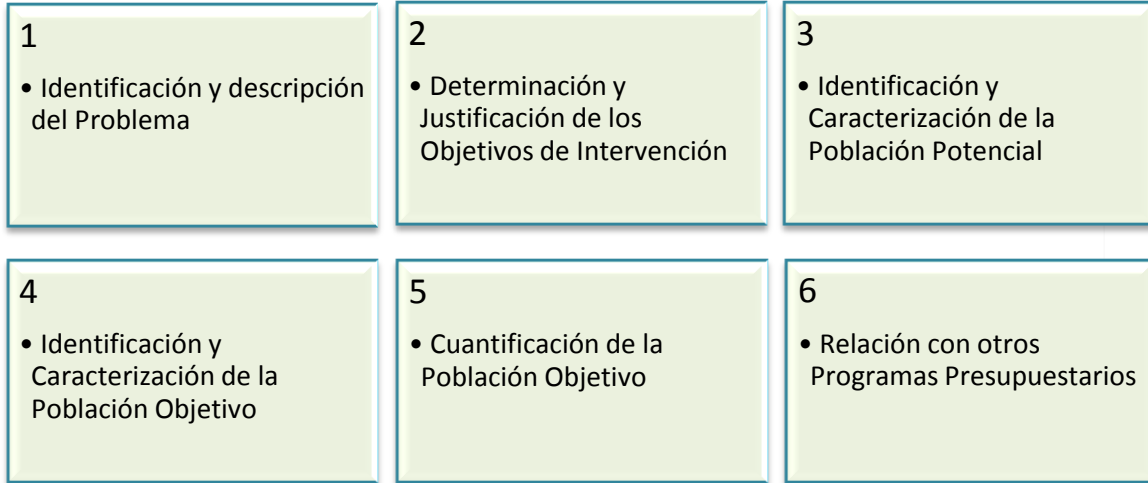 1
• Identificación y descripción
del Problema
2
• Determinación y
Justificación de los
Objetivos de Intervención
3
• Identificación y
Caracterización de la
Población Potencial
4
• Identificación y
Caracterización de la
Población Objetivo
5
• Cuantificación de la
Población Objetivo
6
• Relación con otros
Programas Presupuestarios